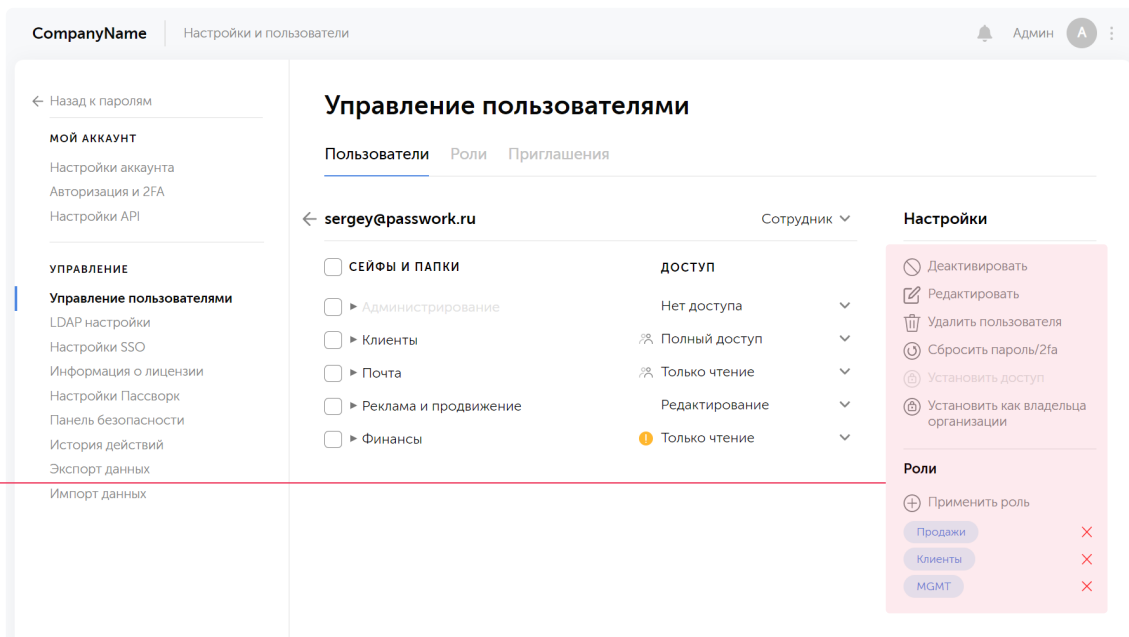 CompanyName
Настройки и пользователи
Админ
А
Назад к паролям
МОЙ АККАУНТ
Настройки аккаунта
Авторизация и 2FA
Настройки API
УПРАВЛЕНИЕ
Управление пользователями
LDAP настройки
Настройки SSO
Информация о лицензии
Настройки Пассворк
Панель безопасности
История действий
Экспорт данных
Импорт данных
Управление пользователями
Пользователи Роли Приглашения
sergey@passwork.ru Сотрудник
СЕЙФЫ И ПАПКИ ДОСТУП
Администрирование Нет доступа
Клиенты Полный доступ
Почта Только чтение
Реклама и продвижение Редактирование
Финансы Только чтение
Настройки
Деактивировать
Редактировать
Удалить пользователя
Сбросить пароль/2fa
Установить доступ
Установить как владельца
организации
Роли
Применить роль
Продажи
Клиенты
MGMT